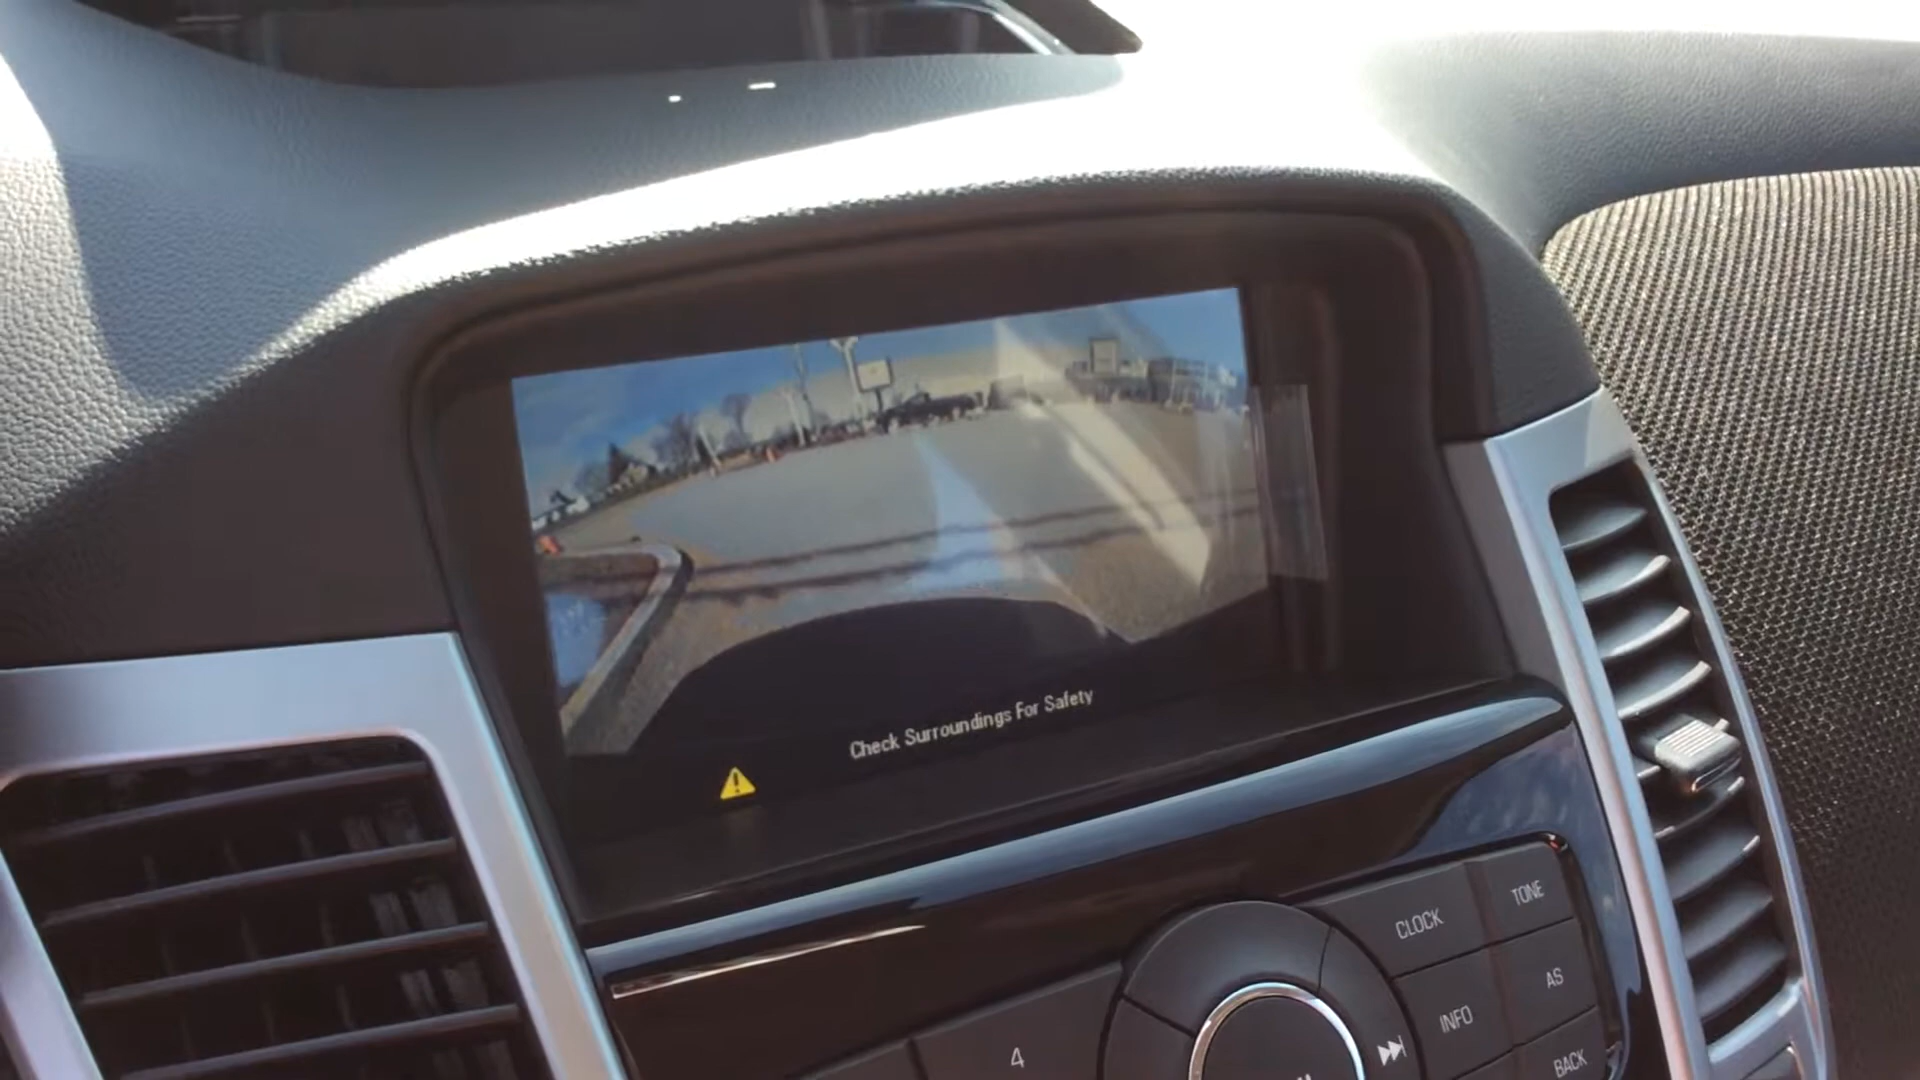 Check Surroundings For Safety
CLOCK
TONE
INFO
AS
4
BACK